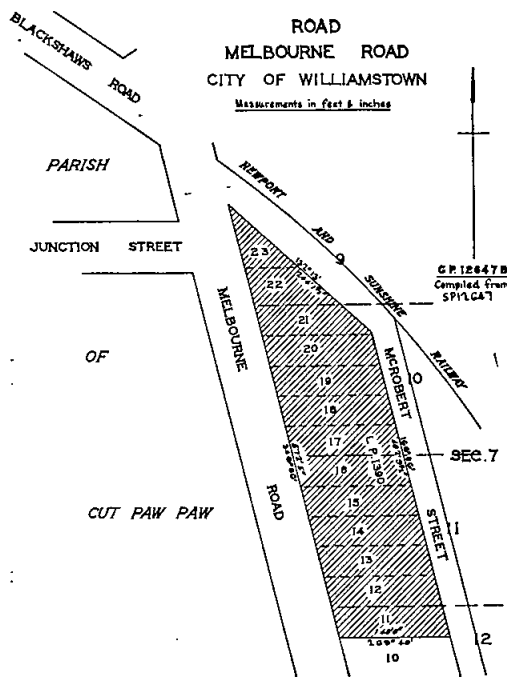 ROAD
MELBOURNE ROAD
CITY OF WILLIAMSTOWN
Measurements in feet & inches
BLACKSHAWS ROAD
PARISH
JUNCTION STREET
NEWPORT AND SUNSHINE RAILWAY
9
G.P. 12647B
Compiled from
SP12647
23
22
21
20
19
18
17
16
15
14
13
12
11
10
MELBOURNE ROAD
OF
McROBERT STREET
10
SEC. 7
L.P. 1390
CUT PAW PAW
11
12